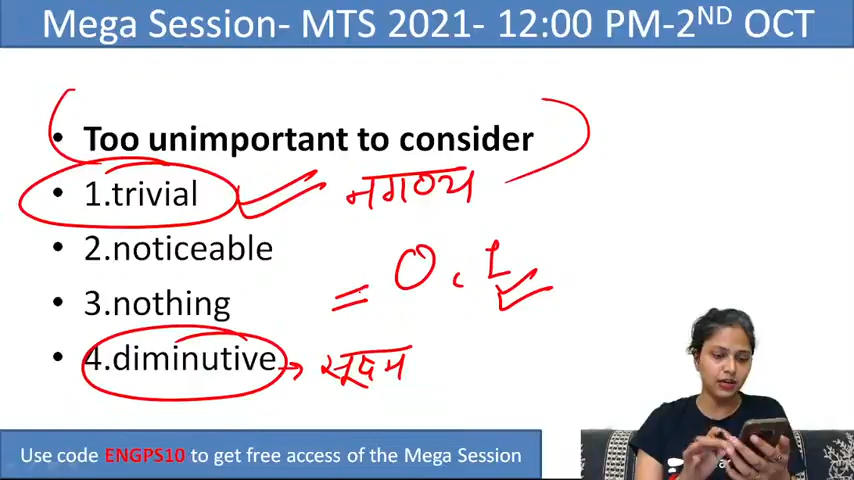 Mega Session- MTS 2021- 12:00 PM-2ND OCT
• Too unimportant to consider
• 1.trivial नगण्य
• 2.noticeable
• 3.nothing
• 4.diminutive → सूक्ष्म
Use code ENGPS10 to get free access of the Mega Session